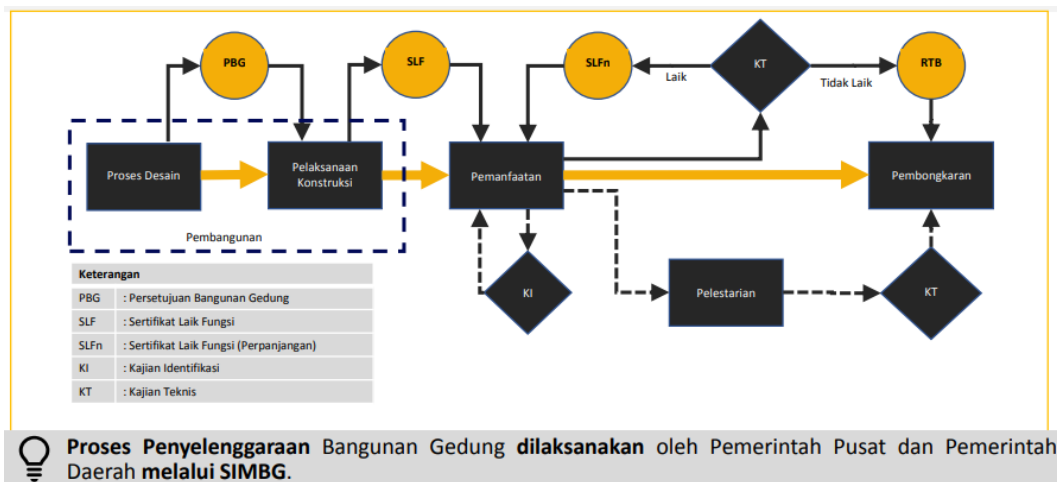 PBG
SLF
SLFn
KT
RTB
Laik
Tidak Laik
Proses Desain
Pelaksanaan
Konstruksi
Pemanfaatan
Pembongkaran
Pembangunan
KI
Pelestarian
KT
Keterangan
PBG : Persetujuan Bangunan Gedung
SLF : Sertifikat Laik Fungsi
SLFn : Sertifikat Laik Fungsi (Perpanjangan)
KI : Kajian Identifikasi
KT : Kajian Teknis
Proses Penyelenggaraan Bangunan Gedung dilaksanakan oleh Pemerintah Pusat dan Pemerintah
Daerah melalui SIMBG.